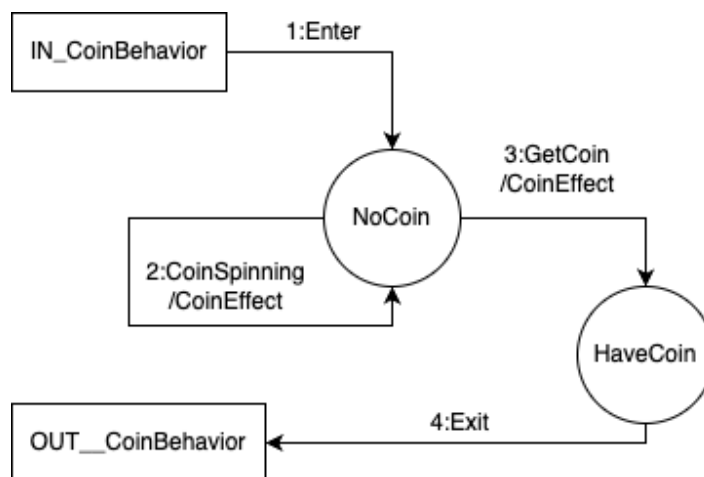 1:Enter
IN_CoinBehavior
3:GetCoin
/CoinEffect
NoCoin
2:CoinSpinning
/CoinEffect
HaveCoin
4:Exit
OUT__CoinBehavior